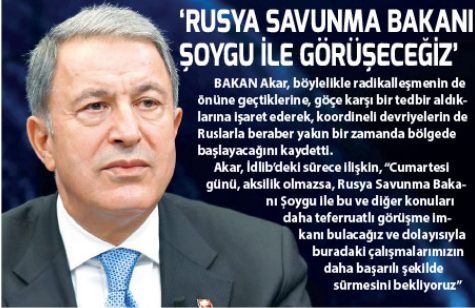 ‘RUSYA SAVUNMA BAKANI
ŞOYGU İLE GÖRÜŞECEĞİZ’
BAKAN Akar, böylelikle radikalleşmenin de
önüne geçtiklerine, göçe karşı bir tedbir aldık-
larına işaret ederek, koordineli devriyelerin de
Ruslarla beraber yakın bir zamanda bölgede
başlayacağını kaydetti.
Akar, İdlib’deki sürece ilişkin, “Cumartesi
günü, aksilik olmazsa, Rusya Savunma Baka-
nı Şoygu ile bu ve diğer konuları
daha teferruatlı görüşme im-
kanı bulacağız ve dolayısıyla
buradaki çalışmalarımızın
daha başarılı şekilde
sürmesini bekliyoruz”